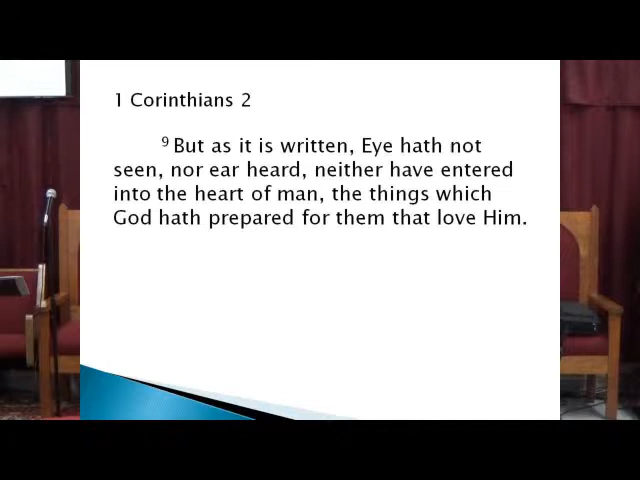 1 Corinthians 2
9 But as it is written, Eye hath not
seen, nor ear heard, neither have entered
into the heart of man, the things which
God hath prepared for them that love Him.